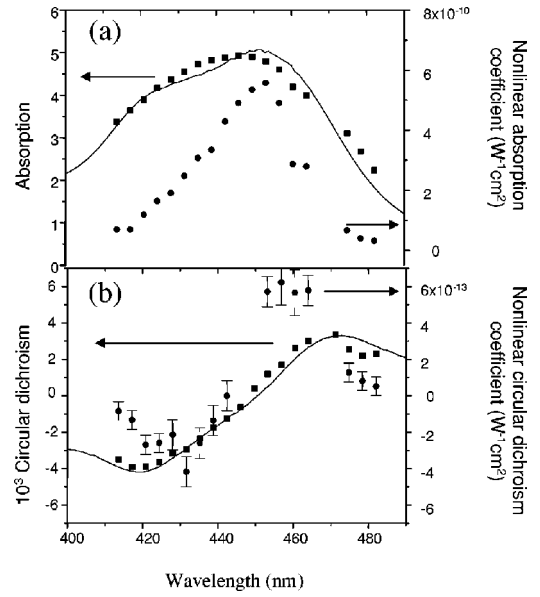 (a)
Absorption
6
5
4
3
2
1
0
8x10⁻¹⁰
6
4
2
0
Nonlinear absorption
coefficient (W⁻¹cm²)
(b)
10³ Circular dichroism
6
4
2
0
-2
-4
-6
6x10⁻¹³
4
2
0
-2
-4
-6
Nonlinear circular dichroism
coefficient (W⁻¹cm²)
400 420 440 460 480
Wavelength (nm)